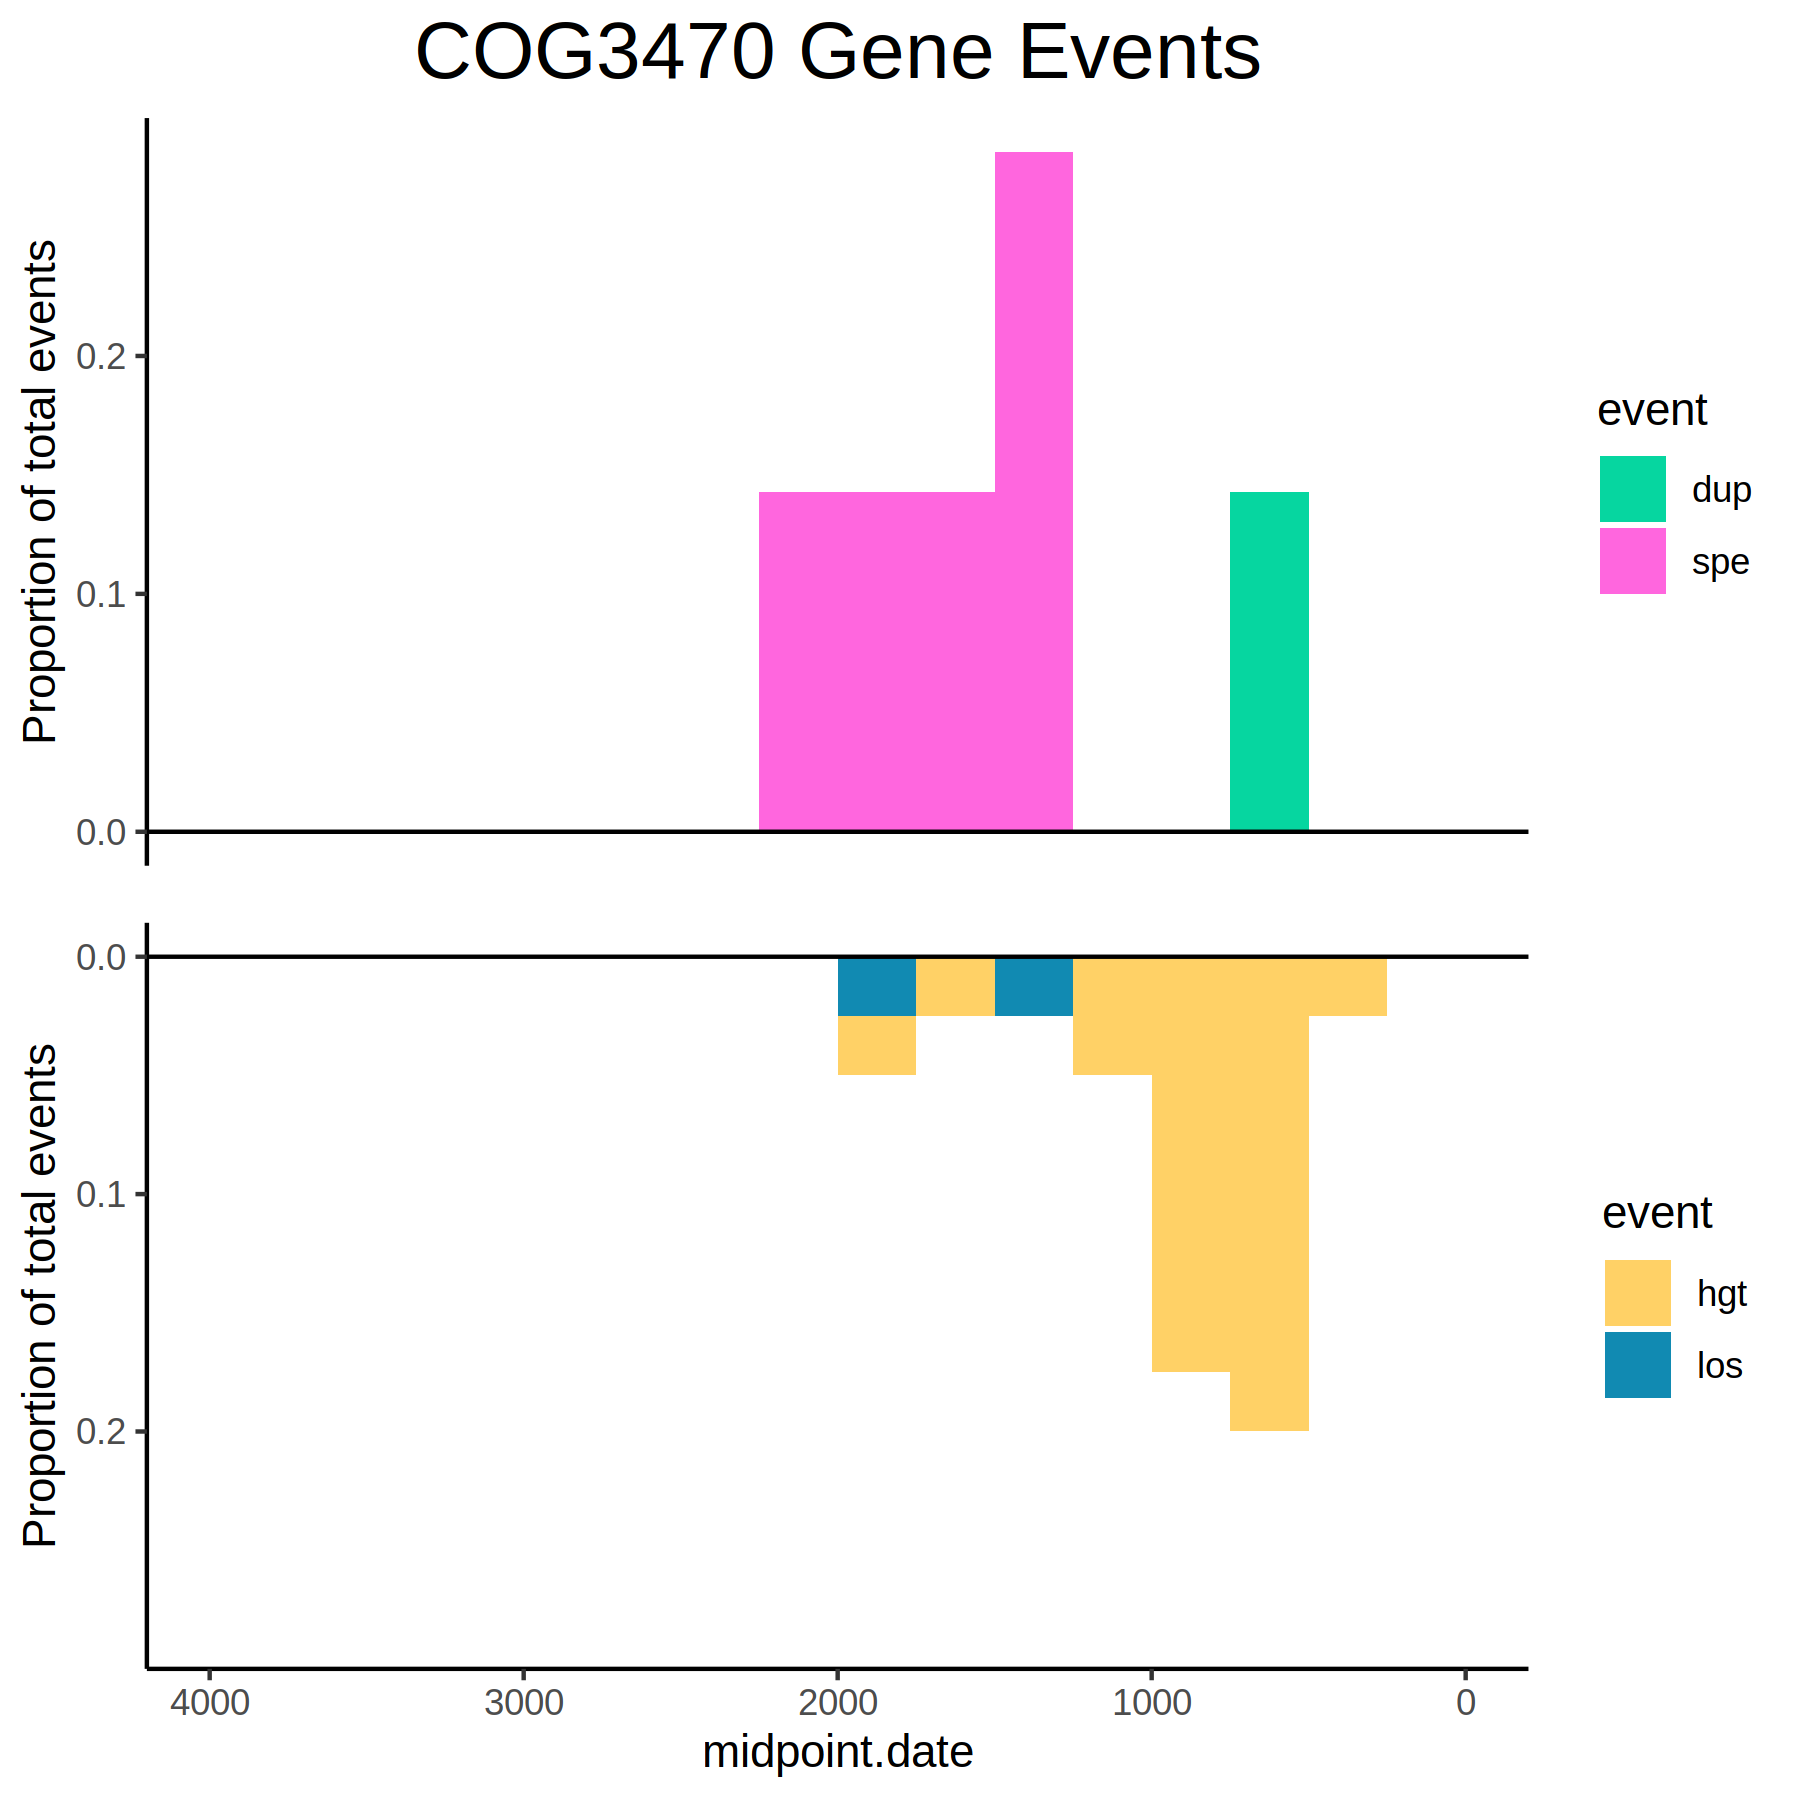 COG3470 Gene Events
Proportion of total events
0.2
0.1
0.0
event
dup
spe
Proportion of total events
0.0
0.1
0.2
event
hgt
los
4000 3000 2000 1000 0
midpoint.date